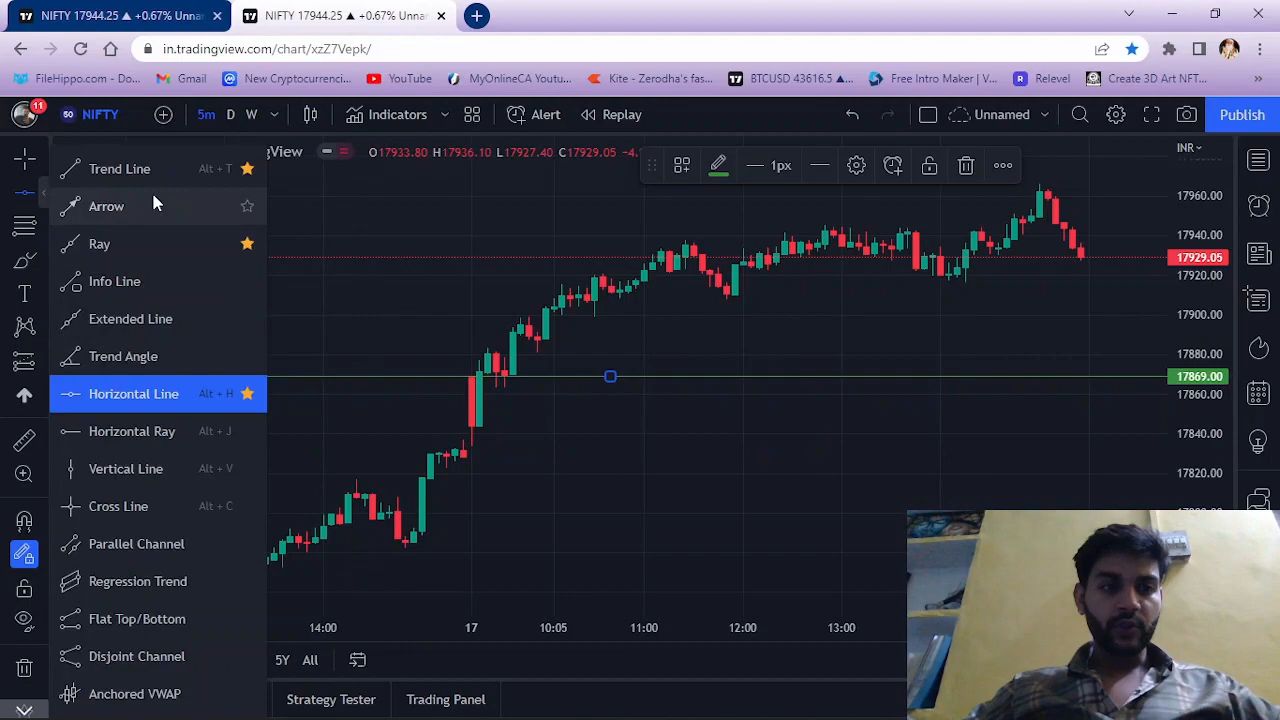 NIFTY 17944.25 ▲ +0.67% Unnar
NIFTY 17944.25 ▲ +0.67% Unnar
in.tradingview.com/chart/xzZ7Vepk/
FileHippo.com - Do...
Gmail
New Cryptocurrenci...
YouTube
MyOnlineCA Youtu...
Kite - Zerodha's fas...
BTCUSD 43616.5 ▲...
Free Intro Maker | V...
Relevel
Create 3D Art NFT...
»
11
50 NIFTY
5m
D
W
Indicators
Alert
Replay
Unnamed
Publish
gView
O17933.80 H17936.10 L17927.40 C17929.05 -4.
1px
INR
Trend Line Alt + T
Arrow
Ray
Info Line
Extended Line
Trend Angle
Horizontal Line Alt + H
Horizontal Ray Alt + J
Vertical Line Alt + V
Cross Line Alt + C
Parallel Channel
Regression Trend
Flat Top/Bottom
Disjoint Channel
Anchored VWAP
17960.00
17940.00
17929.05
17920.00
17900.00
17880.00
17869.00
17860.00
17840.00
17820.00
14:00
17
10:05
11:00
12:00
13:00
5Y
All
Strategy Tester
Trading Panel